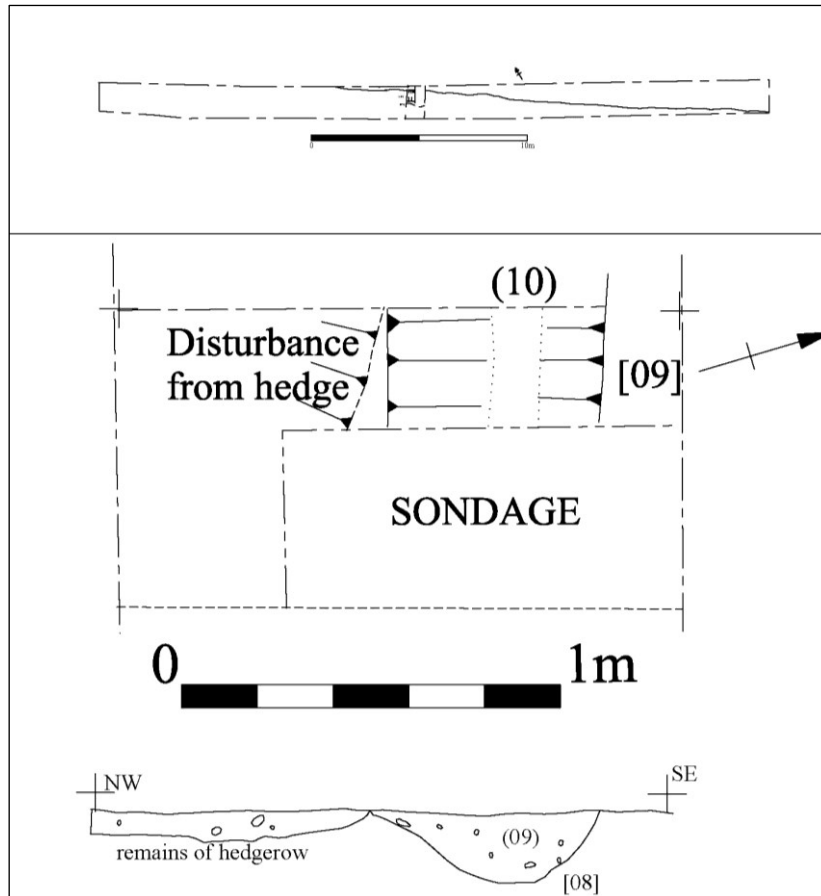 0
10m
(10)
Disturbance
from hedge
[09]
SONDAGE
0
1m
NW
SE
(09)
remains of hedgerow
[08]